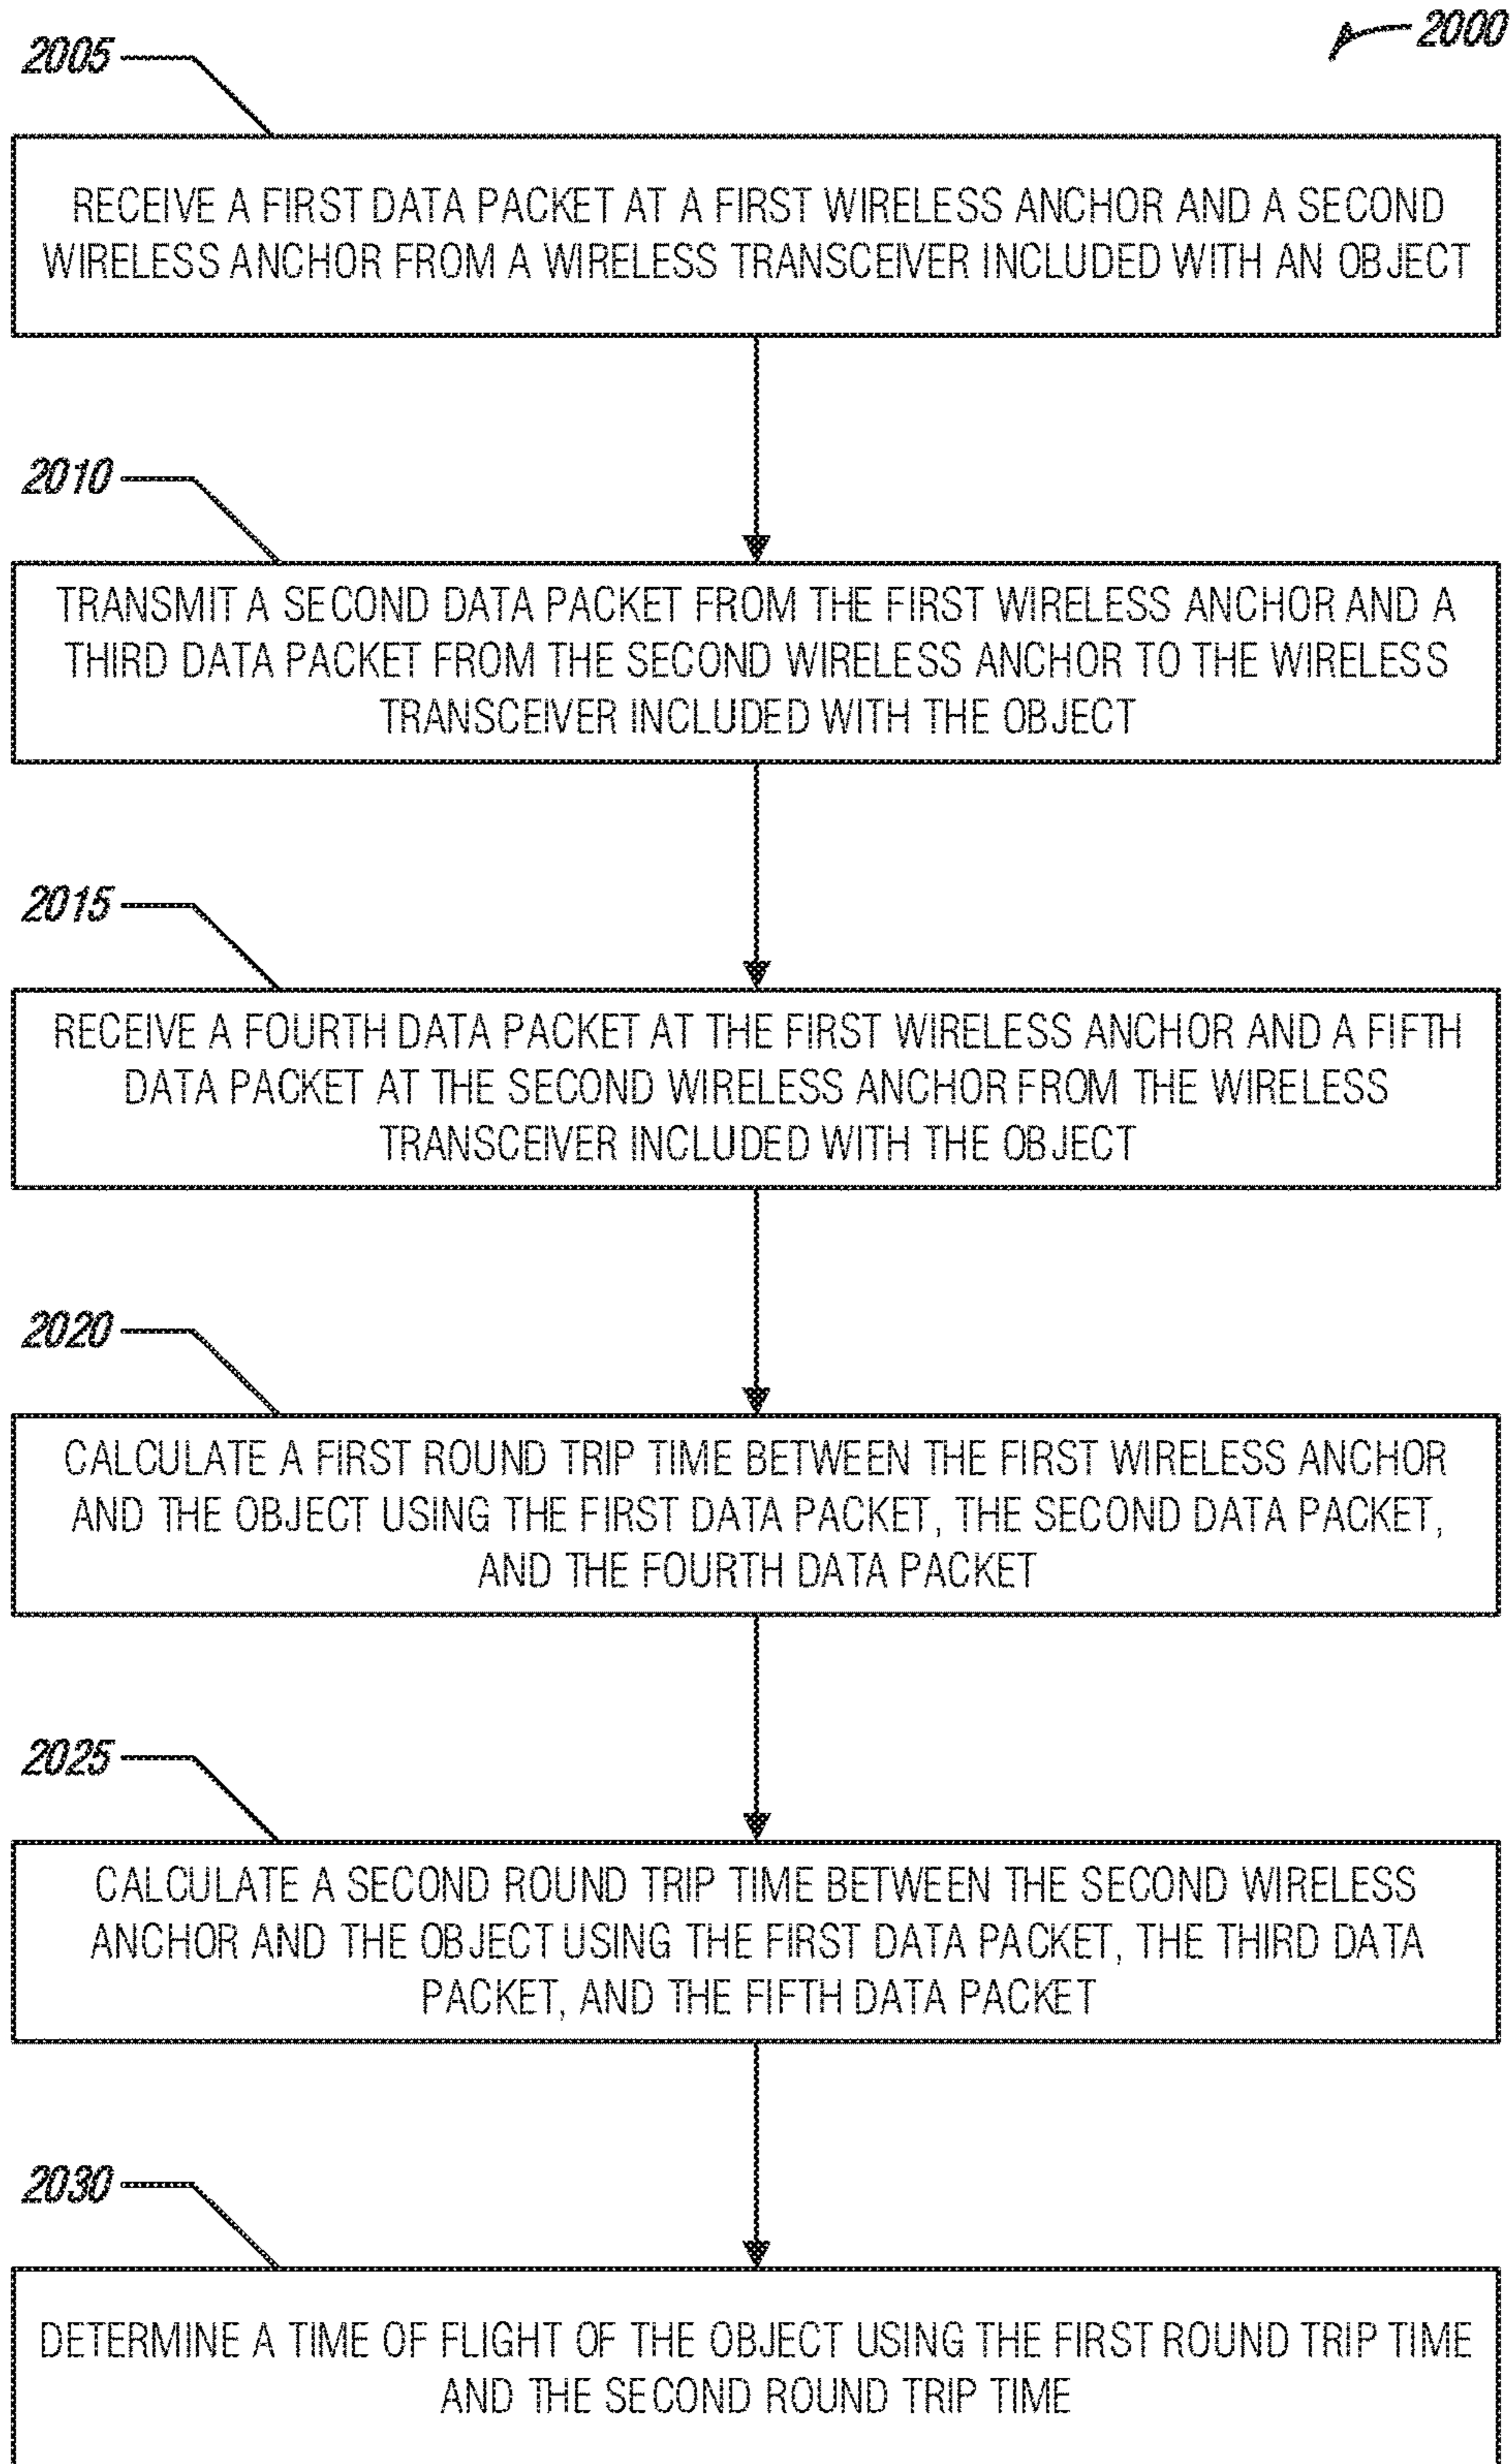 2000
2005
RECEIVE A FIRST DATA PACKET AT A FIRST WIRELESS ANCHOR AND A SECOND
WIRELESS ANCHOR FROM A WIRELESS TRANSCEIVER INCLUDED WITH AN OBJECT
2010
TRANSMIT A SECOND DATA PACKET FROM THE FIRST WIRELESS ANCHOR AND A
THIRD DATA PACKET FROM THE SECOND WIRELESS ANCHOR TO THE WIRELESS
TRANSCEIVER INCLUDED WITH THE OBJECT
2015
RECEIVE A FOURTH DATA PACKET AT THE FIRST WIRELESS ANCHOR AND A FIFTH
DATA PACKET AT THE SECOND WIRELESS ANCHOR FROM THE WIRELESS
TRANSCEIVER INCLUDED WITH THE OBJECT
2020
CALCULATE A FIRST ROUND TRIP TIME BETWEEN THE FIRST WIRELESS ANCHOR
AND THE OBJECT USING THE FIRST DATA PACKET, THE SECOND DATA PACKET,
AND THE FOURTH DATA PACKET
2025
CALCULATE A SECOND ROUND TRIP TIME BETWEEN THE SECOND WIRELESS
ANCHOR AND THE OBJECT USING THE FIRST DATA PACKET, THE THIRD DATA
PACKET, AND THE FIFTH DATA PACKET
2030
DETERMINE A TIME OF FLIGHT OF THE OBJECT USING THE FIRST ROUND TRIP TIME
AND THE SECOND ROUND TRIP TIME